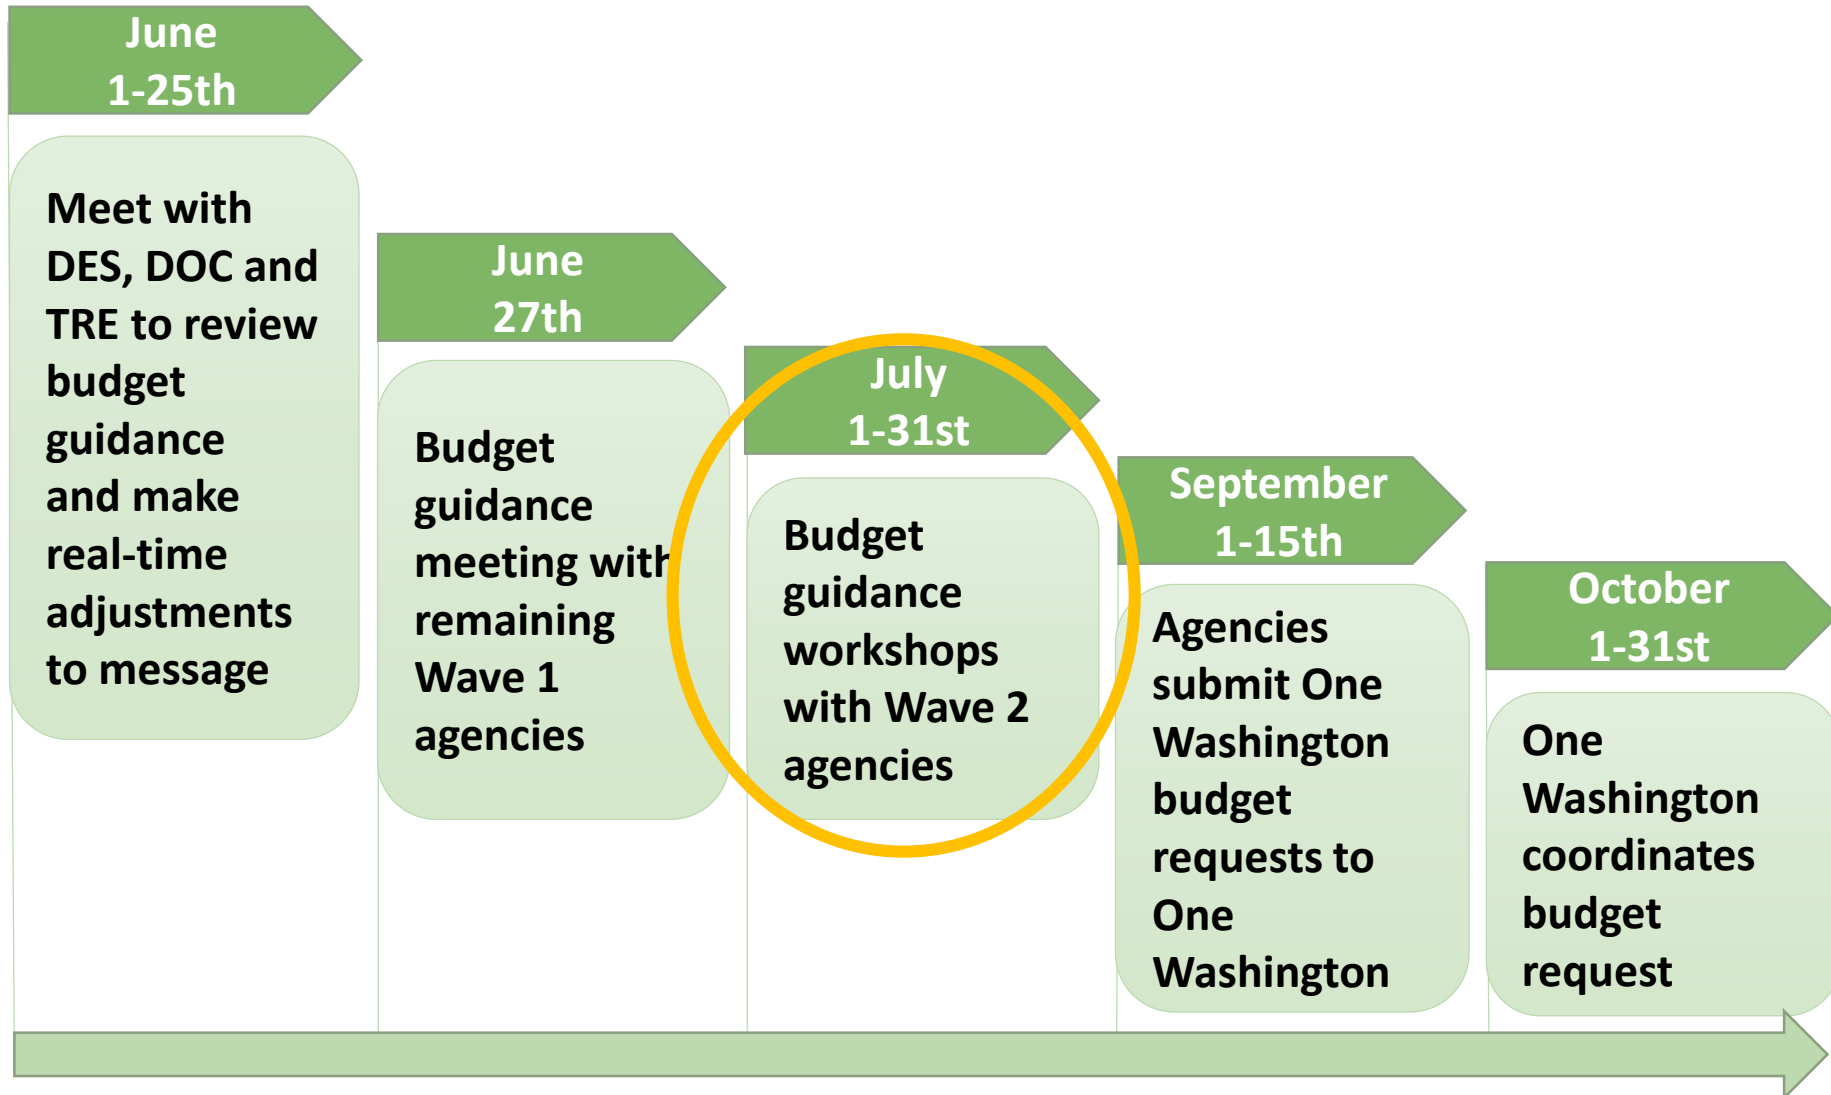 June
1-25th
Meet with
DES, DOC and
TRE to review
budget
guidance
and make
real-time
adjustments
to message
June
27th
Budget
guidance
meeting with
remaining
Wave 1
agencies
July
1-31st
Budget
guidance
workshops
with Wave 2
agencies
September
1-15th
Agencies
submit One
Washington
budget
requests to
One
Washington
October
1-31st
One
Washington
coordinates
budget
request